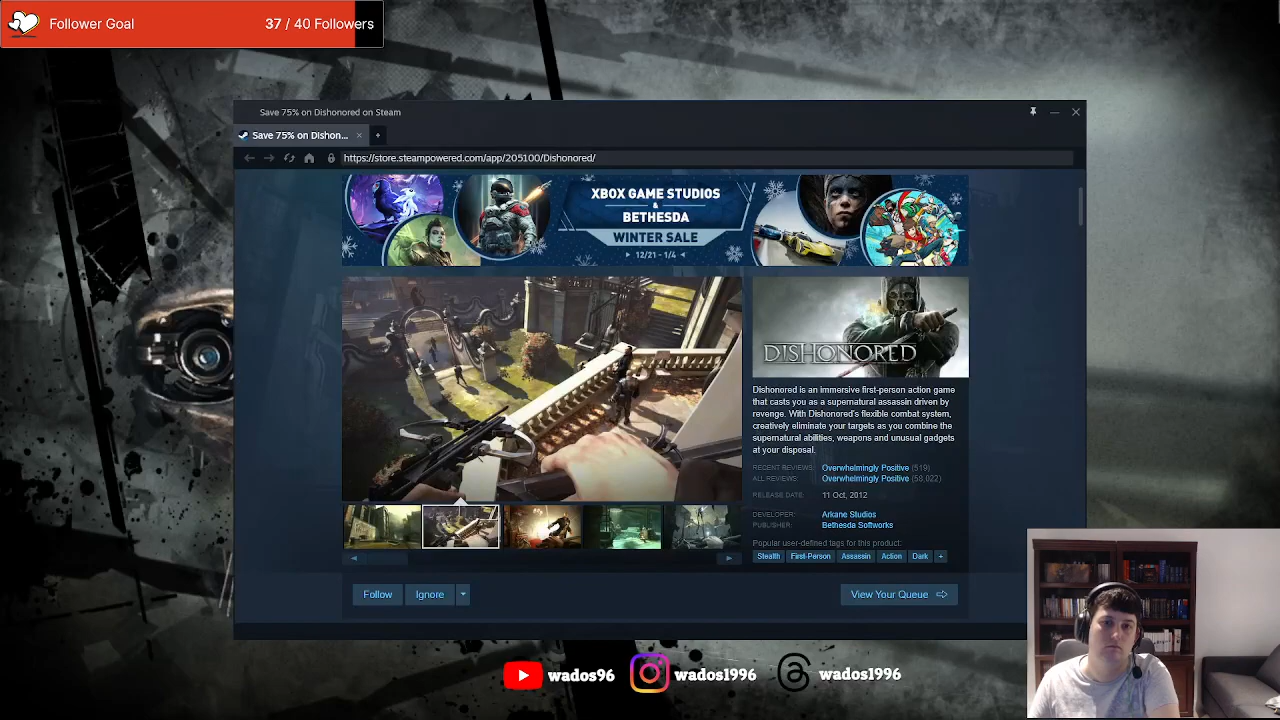 Follower Goal
37 / 40 Followers
Save 75% on Dishonored on Steam
Save 75% on Dishon...
https://store.steampowered.com/app/205100/Dishonored/
XBOX GAME STUDIOS
&
BETHESDA
WINTER SALE
12/21 - 1/4
DISHONORED
Dishonored is an immersive first-person action game
that casts you as a supernatural assassin driven by
revenge. With Dishonored's flexible combat system,
creatively eliminate your targets as you combine the
supernatural abilities, weapons and unusual gadgets
at your disposal.
RECENT REVIEWS: Overwhelmingly Positive (519)
ALL REVIEWS: Overwhelmingly Positive (58,022)
RELEASE DATE: 11 Oct, 2012
DEVELOPER: Arkane Studios
PUBLISHER: Bethesda Softworks
Popular user-defined tags for this product:
Stealth First-Person Assassin Action Dark +
Follow Ignore View Your Queue
wados96 wados1996 wados1996